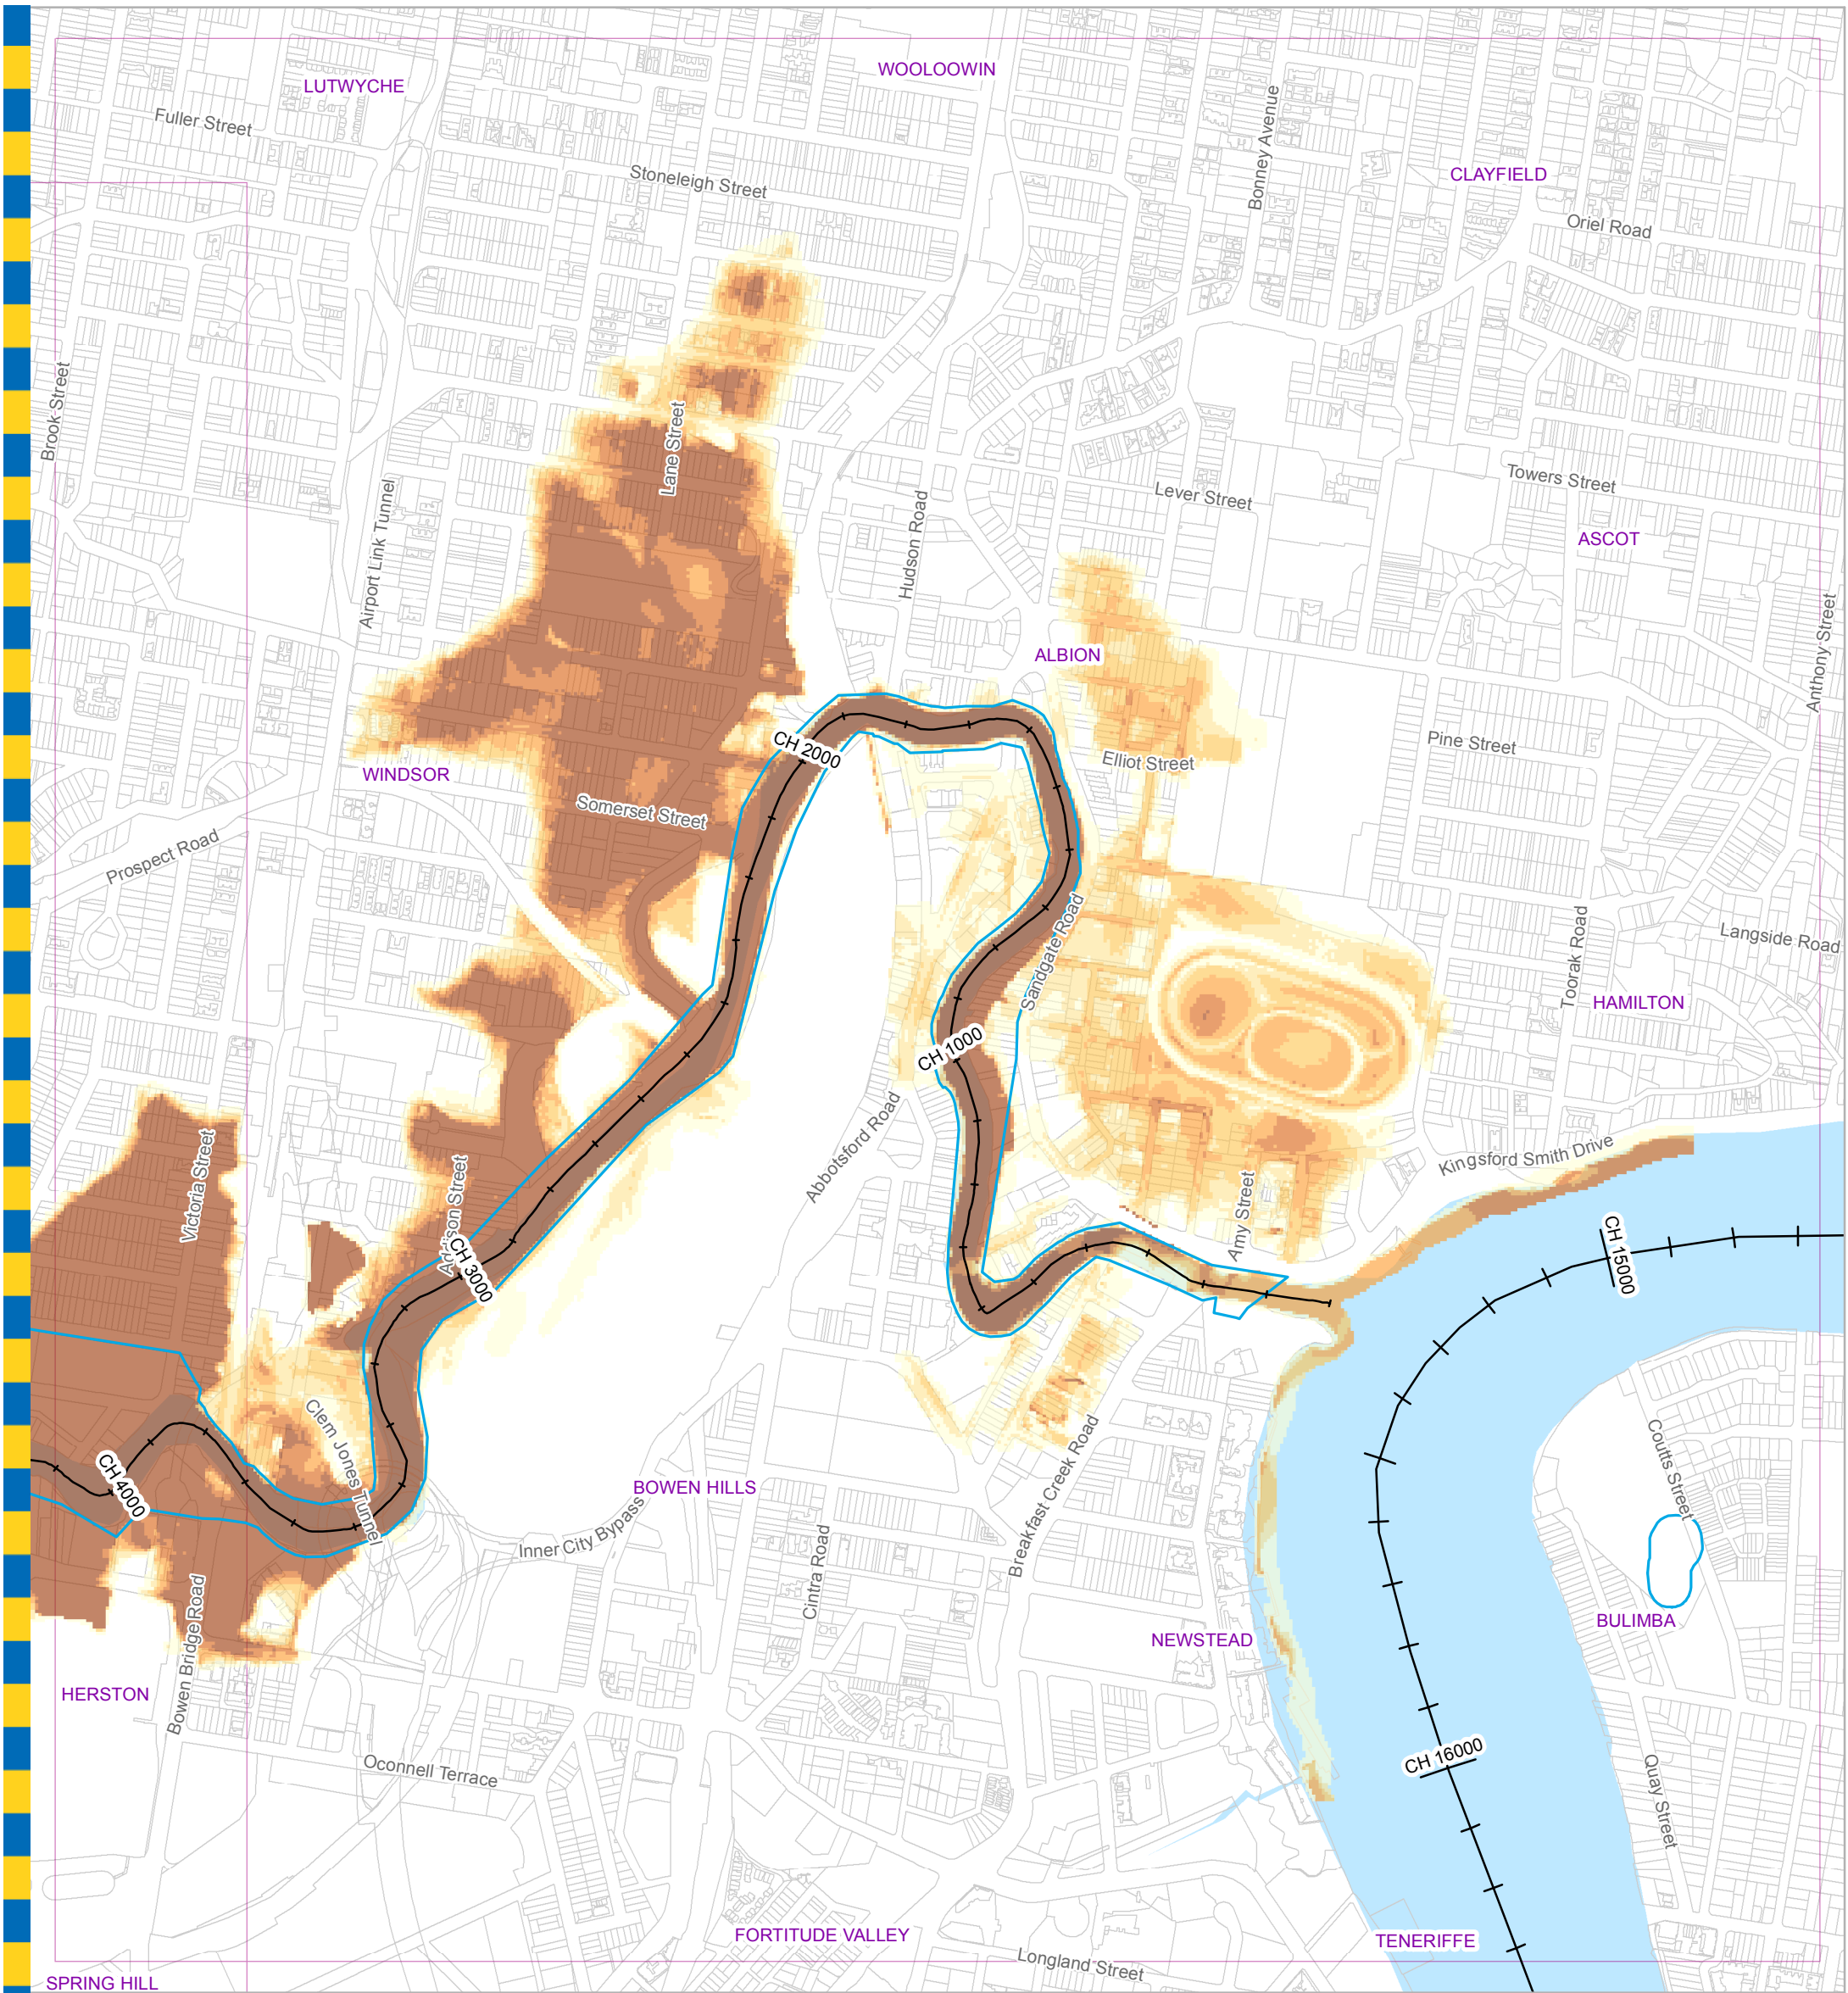 WOOLOOWIN
LUTWYCHE
Fuller Street
Bonney Avenue
Stoneleigh Street
CLAYFIELD
Oriel Road
Brook Street
Lane Street
Towers Street
Lever Street
Airport Link Tunnel
Hudson Road
ASCOT
Anthony Street
ALBION
CH 2000
Pine Street
Elliot Street
WINDSOR
Somerset Street
Prospect Road
Sandgate Road
Toorak Road
Langside Road
HAMILTON
CH 1000
Abbotsford Road
Kingsford Smith Drive
Victoria Street
Addison Street
Amy Street
CH 3000
CH 15000
Clem Jones Tunnel
CH 4000
BOWEN HILLS
Coutts Street
Breakfast Creek Road
Inner City Bypass
Cintra Road
Bowen Bridge Road
BULIMBA
NEWSTEAD
HERSTON
CH 16000
Oconnell Terrace
Quay Street
FORTITUDE VALLEY
TENERIFFE
Longland Street
SPRING HILL